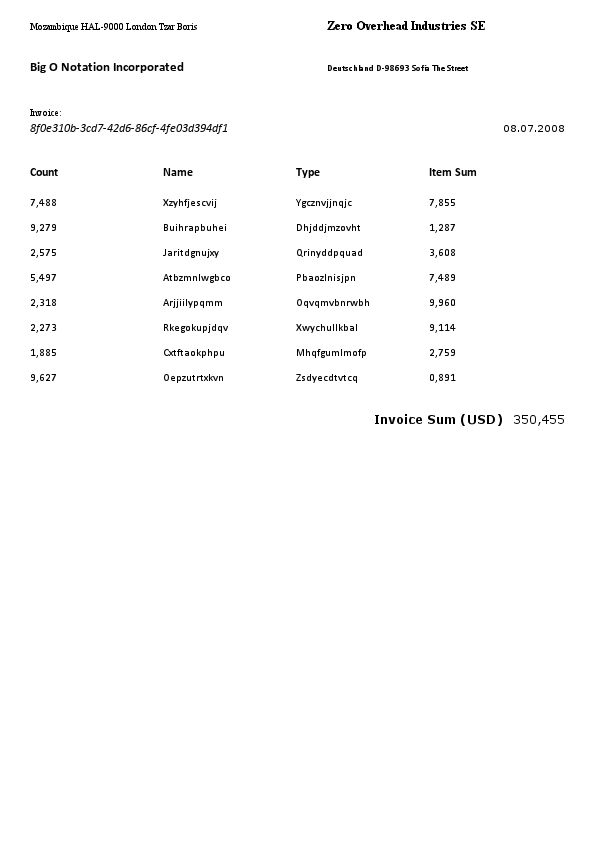 Mozambique HAL-9000 London Tzar Boris
Zero Overhead Industries SE
Big O Notation Incorporated
Deutschland D-98693 Sofia The Street
Invoice:
8f0e310b-3cd7-42d6-86cf-4fe03d394df1
08.07.2008
Count Name Type Item Sum
7,488 Xzyhfjescvij Ygcznvjjnqjc 7,855
9,279 Buihrapbuhei Dhjddjmzovht 1,287
2,575 Jaritdgnujxy Qrinyddpquad 3,608
5,497 Atbzmnlwgbco Pbaozlnisjpn 7,489
2,318 Arjjiilypqmm Oqvqmvbnrwbh 9,960
2,273 Rkegokupjdqv Xwychullkbal 9,114
1,885 Cxtftaokphpu Mhqfgumlmofp 2,759
9,627 Oepzutrtxkvn Zsdyecdtvtcq 0,891
Invoice Sum (USD) 350,455